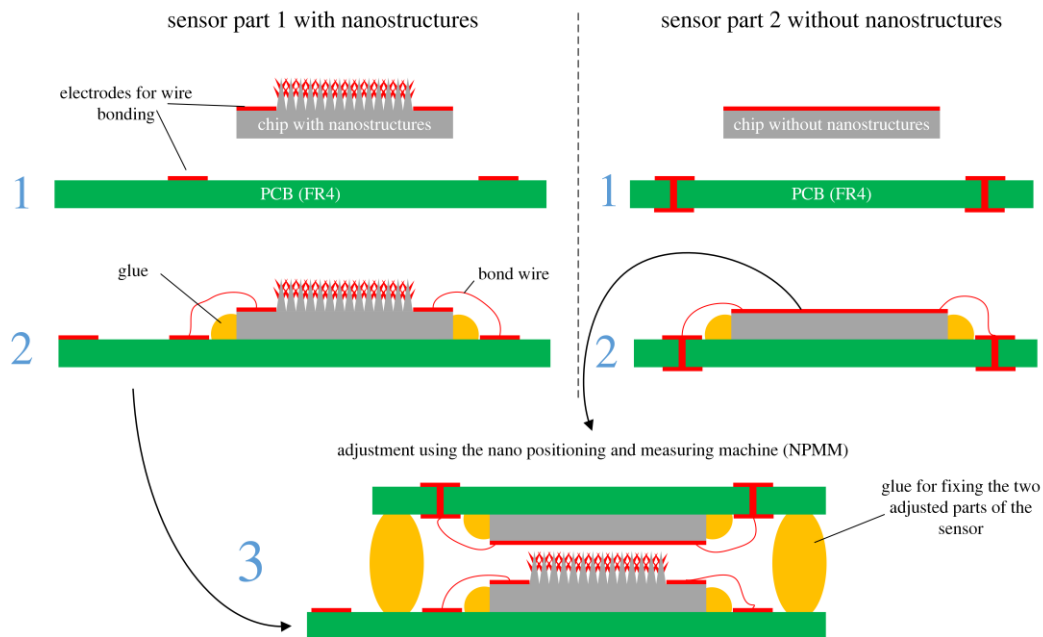 sensor part 1 with nanostructures
sensor part 2 without nanostructures
electrodes for wire
bonding
chip with nanostructures
chip without nanostructures
1
PCB (FR4)
1
PCB (FR4)
glue
bond wire
2
2
adjustment using the nano positioning and measuring machine (NPMM)
glue for fixing the two
adjusted parts of the
sensor
3